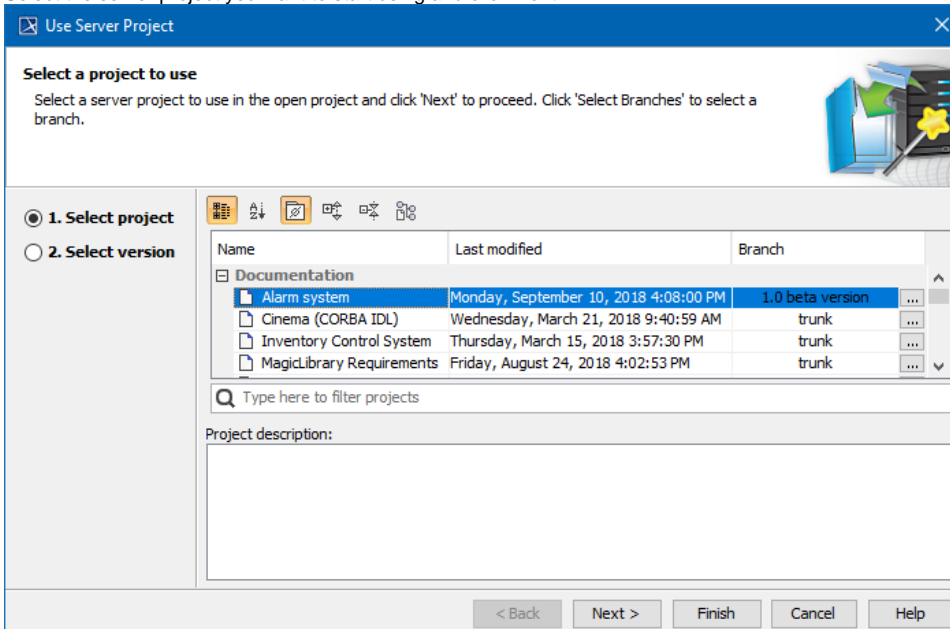 Use Server Project
Select a project to use
Select a server project to use in the open project and click 'Next' to proceed. Click 'Select Branches' to select a
branch.
1. Select project
2. Select version
Name Last modified Branch
Documentation
Alarm system Monday, September 10, 2018 4:08:00 PM 1.0 beta version ...
Cinema (CORBA IDL) Wednesday, March 21, 2018 9:40:59 AM trunk ...
Inventory Control System Thursday, March 15, 2018 3:57:30 PM trunk ...
MagicLibrary Requirements Friday, August 24, 2018 4:02:53 PM trunk ...
Type here to filter projects
Project description:
< Back Next > Finish Cancel Help